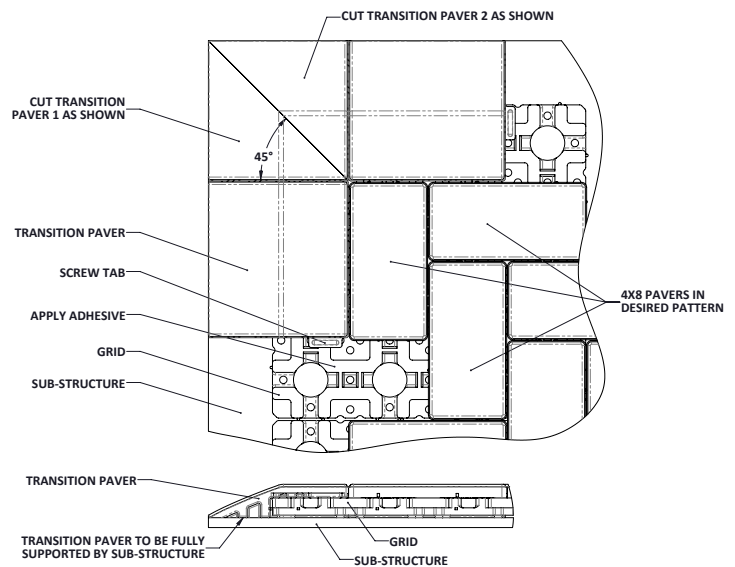 CUT TRANSITION PAVER 2 AS SHOWN
CUT TRANSITION
PAVER 1 AS SHOWN
45°
TRANSITION PAVER
SCREW TAB
APPLY ADHESIVE
GRID
SUB-STRUCTURE
4X8 PAVERS IN
DESIRED PATTERN
TRANSITION PAVER
TRANSITION PAVER TO BE FULLY
SUPPORTED BY SUB-STRUCTURE
GRID
SUB-STRUCTURE